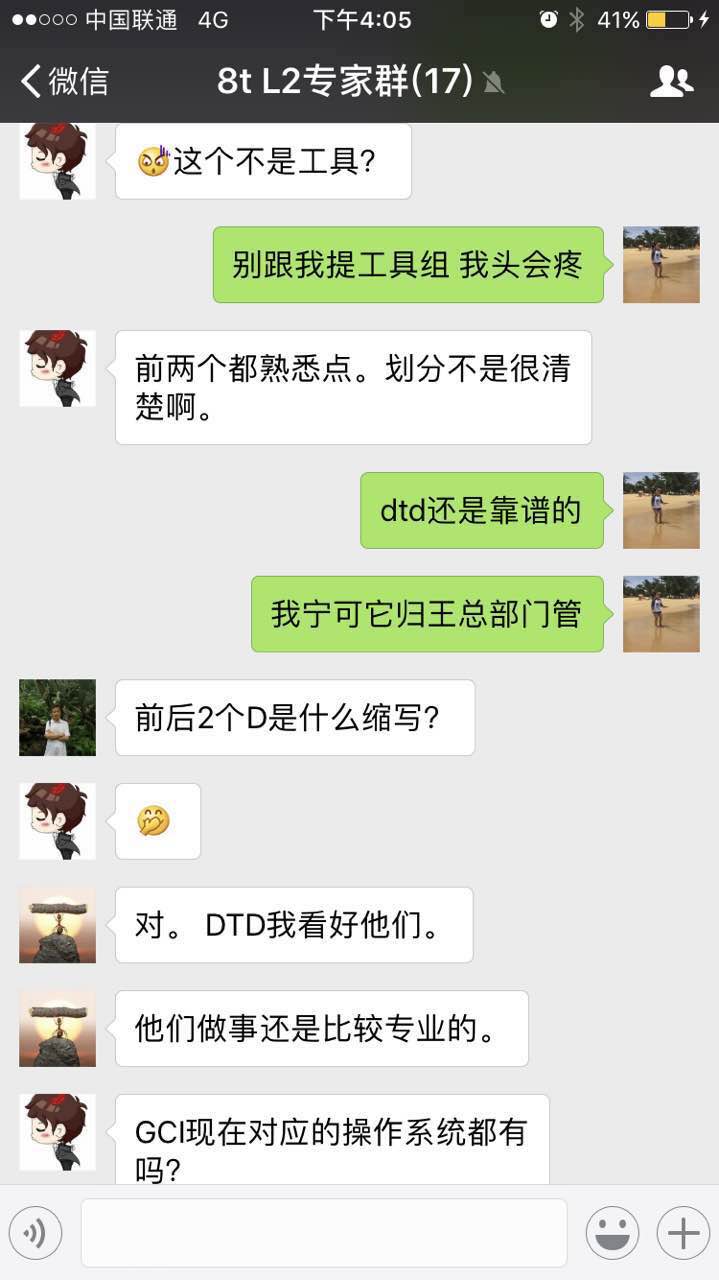 中国联通 4G 下午4:05 41%
微信 8t L2专家群(17)
这个不是工具?
别跟我提工具组 我头会疼
前两个都熟悉点。划分不是很清
楚啊。
dtd还是靠谱的
我宁可它归王总部门管
前后2个D是什么缩写?
对。 DTD我看好他们。
他们做事还是比较专业的。
GCI现在对应的操作系统都有
吗?